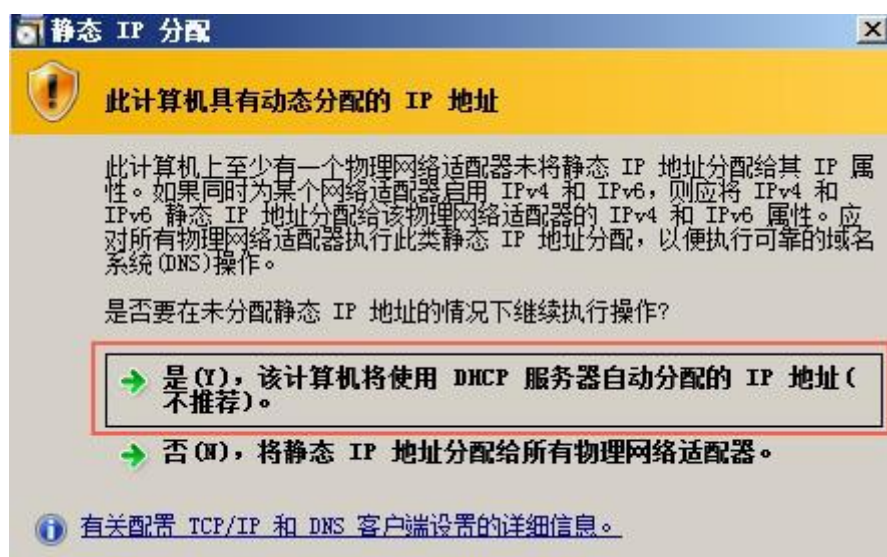 静态 IP 分配
此计算机具有动态分配的 IP 地址
此计算机上至少有一个物理网络适配器未将静态 IP 地址分配给其 IP 属
性。如果同时为某个网络适配器启用 IPv4 和 IPv6，则应将 IPv4 和
IPv6 静态 IP 地址分配给该物理网络适配器的 IPv4 和 IPv6 属性。应
对所有物理网络适配器执行此类静态 IP 地址分配，以便执行可靠的域名
系统(DNS)操作。
是否要在未分配静态 IP 地址的情况下继续执行操作?
是(Y)，该计算机将使用 DHCP 服务器自动分配的 IP 地址(
不推荐)。
否(N)，将静态 IP 地址分配给所有物理网络适配器。
有关配置 TCP/IP 和 DNS 客户端设置的详细信息。